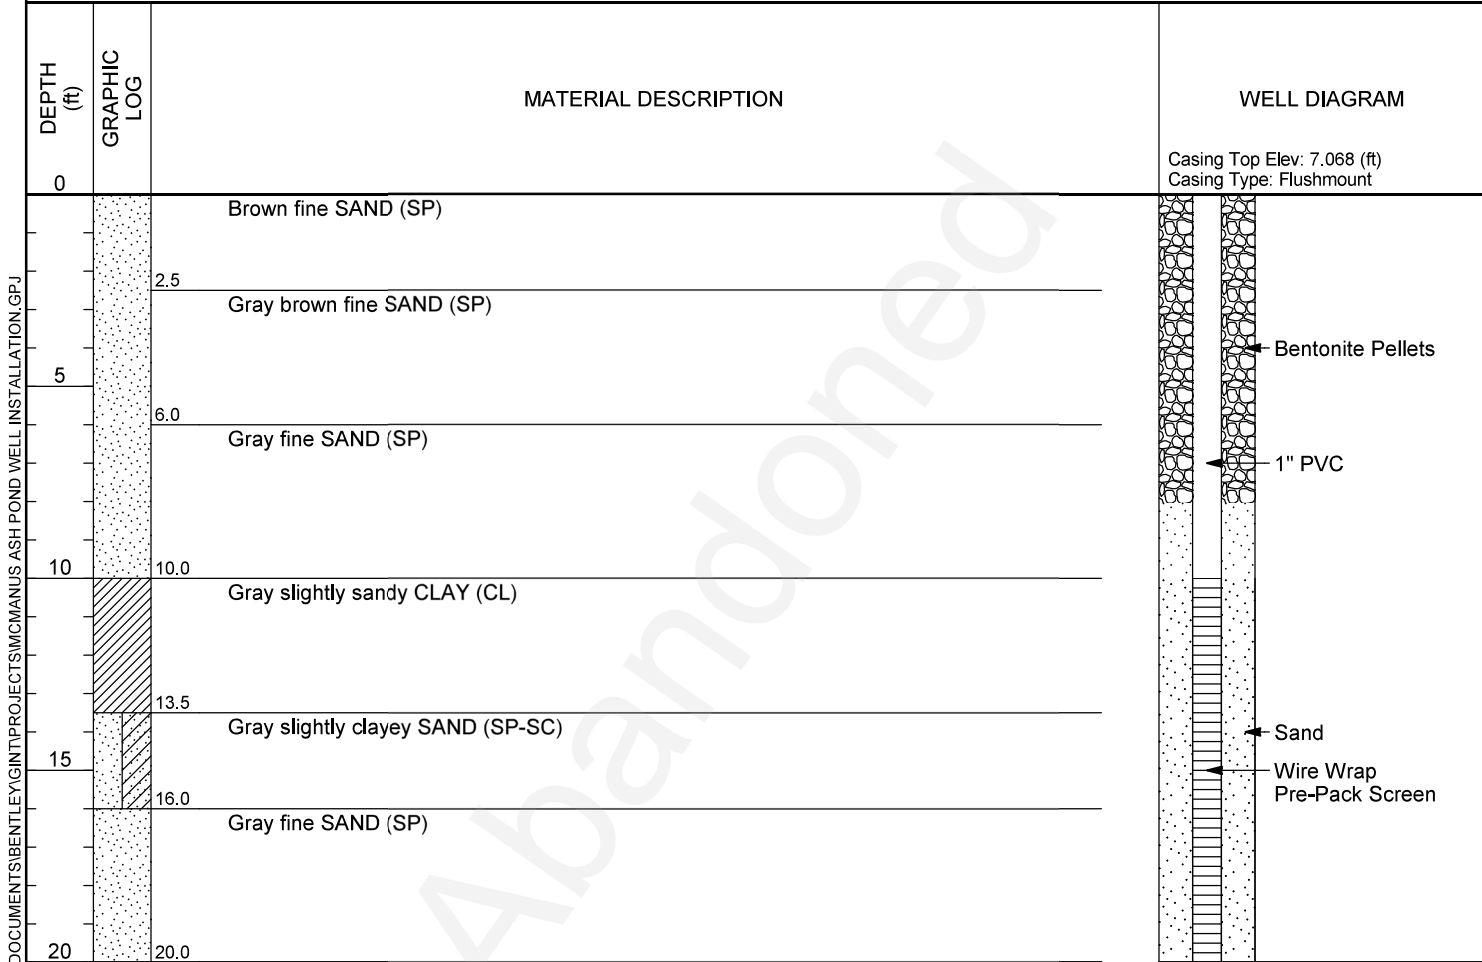 DEPTH
(ft)
GRAPHIC
LOG
MATERIAL DESCRIPTION
WELL DIAGRAM
Casing Top Elev: 7.068 (ft)
Casing Type: Flushmount
0
Brown fine SAND (SP)
2.5
Gray brown fine SAND (SP)
Bentonite Pellets
5
6.0
Gray fine SAND (SP)
1" PVC
10
10.0
Gray slightly sandy CLAY (CL)
13.5
Gray slightly clayey SAND (SP-SC)
Sand
15
Wire Wrap
Pre-Pack Screen
16.0
Gray fine SAND (SP)
20
20.0
Abandoned
DOCUMENTS\BENTLEY\GINT\PROJECTS\MCMANUS ASH POND WELL INSTALLATION.GPJ